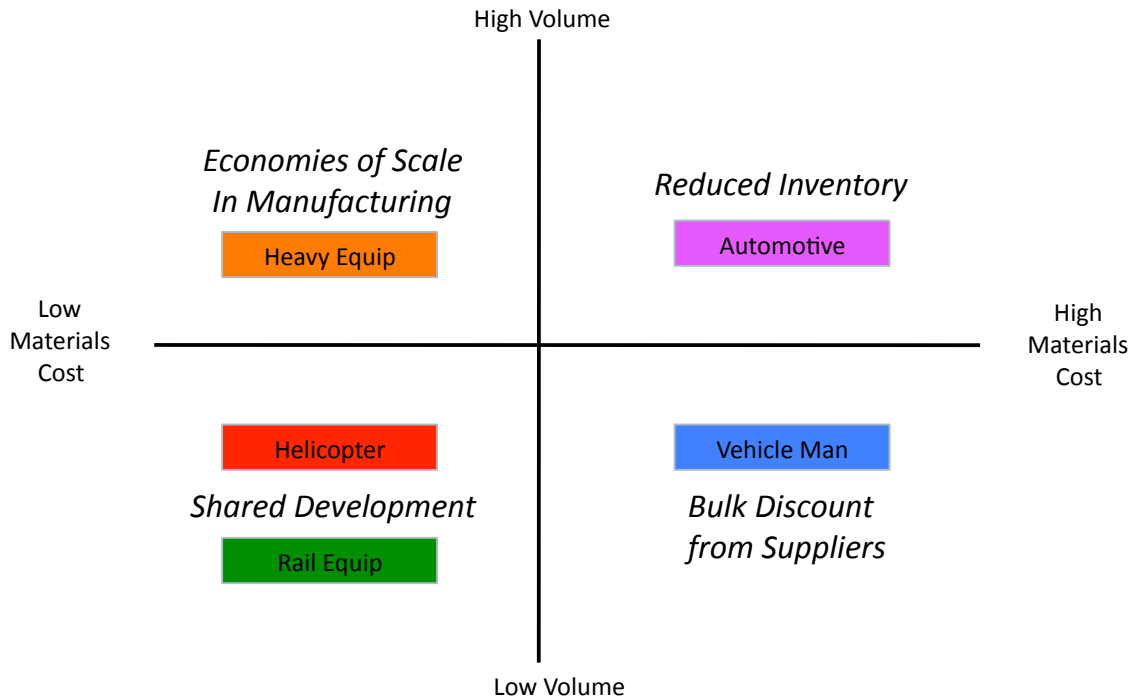 High Volume
Economies of Scale
In Manufacturing
Heavy Equip
Reduced Inventory
Automotive
Low
Materials
Cost
High
Materials
Cost
Helicopter
Shared Development
Rail Equip
Vehicle Man
Bulk Discount
from Suppliers
Low Volume